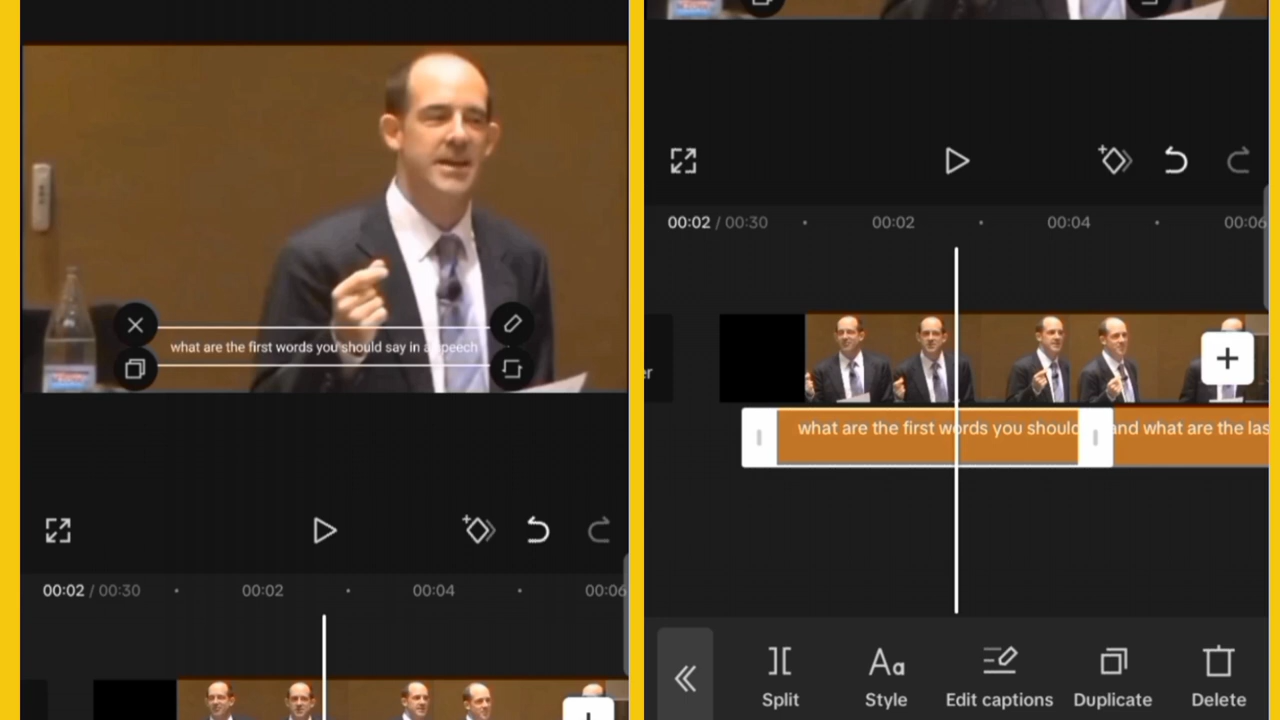 what are the first words you should say in a speech
00:02 / 00:30
00:02
00:04
00:06
er
00:02 / 00:30
00:02
00:04
00:06
what are the first words you should
and what are the las
Split
Aa
Style
Edit captions
Duplicate
Delete